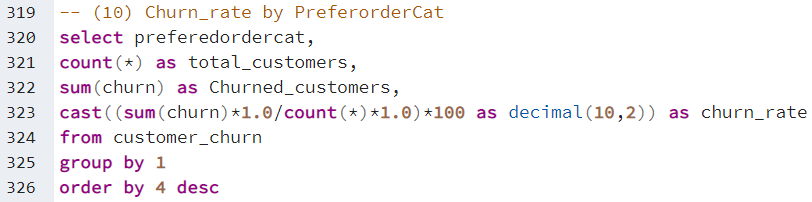 319 -- (10) Churn_rate by PreferorderCat
320 select preferedordercat,
321 count(*) as total_customers,
322 sum(churn) as Churned_customers,
323 cast((sum(churn)*1.0/count(*)*1.0)*100 as decimal(10,2)) as churn_rate
324 from customer_churn
325 group by 1
326 order by 4 desc